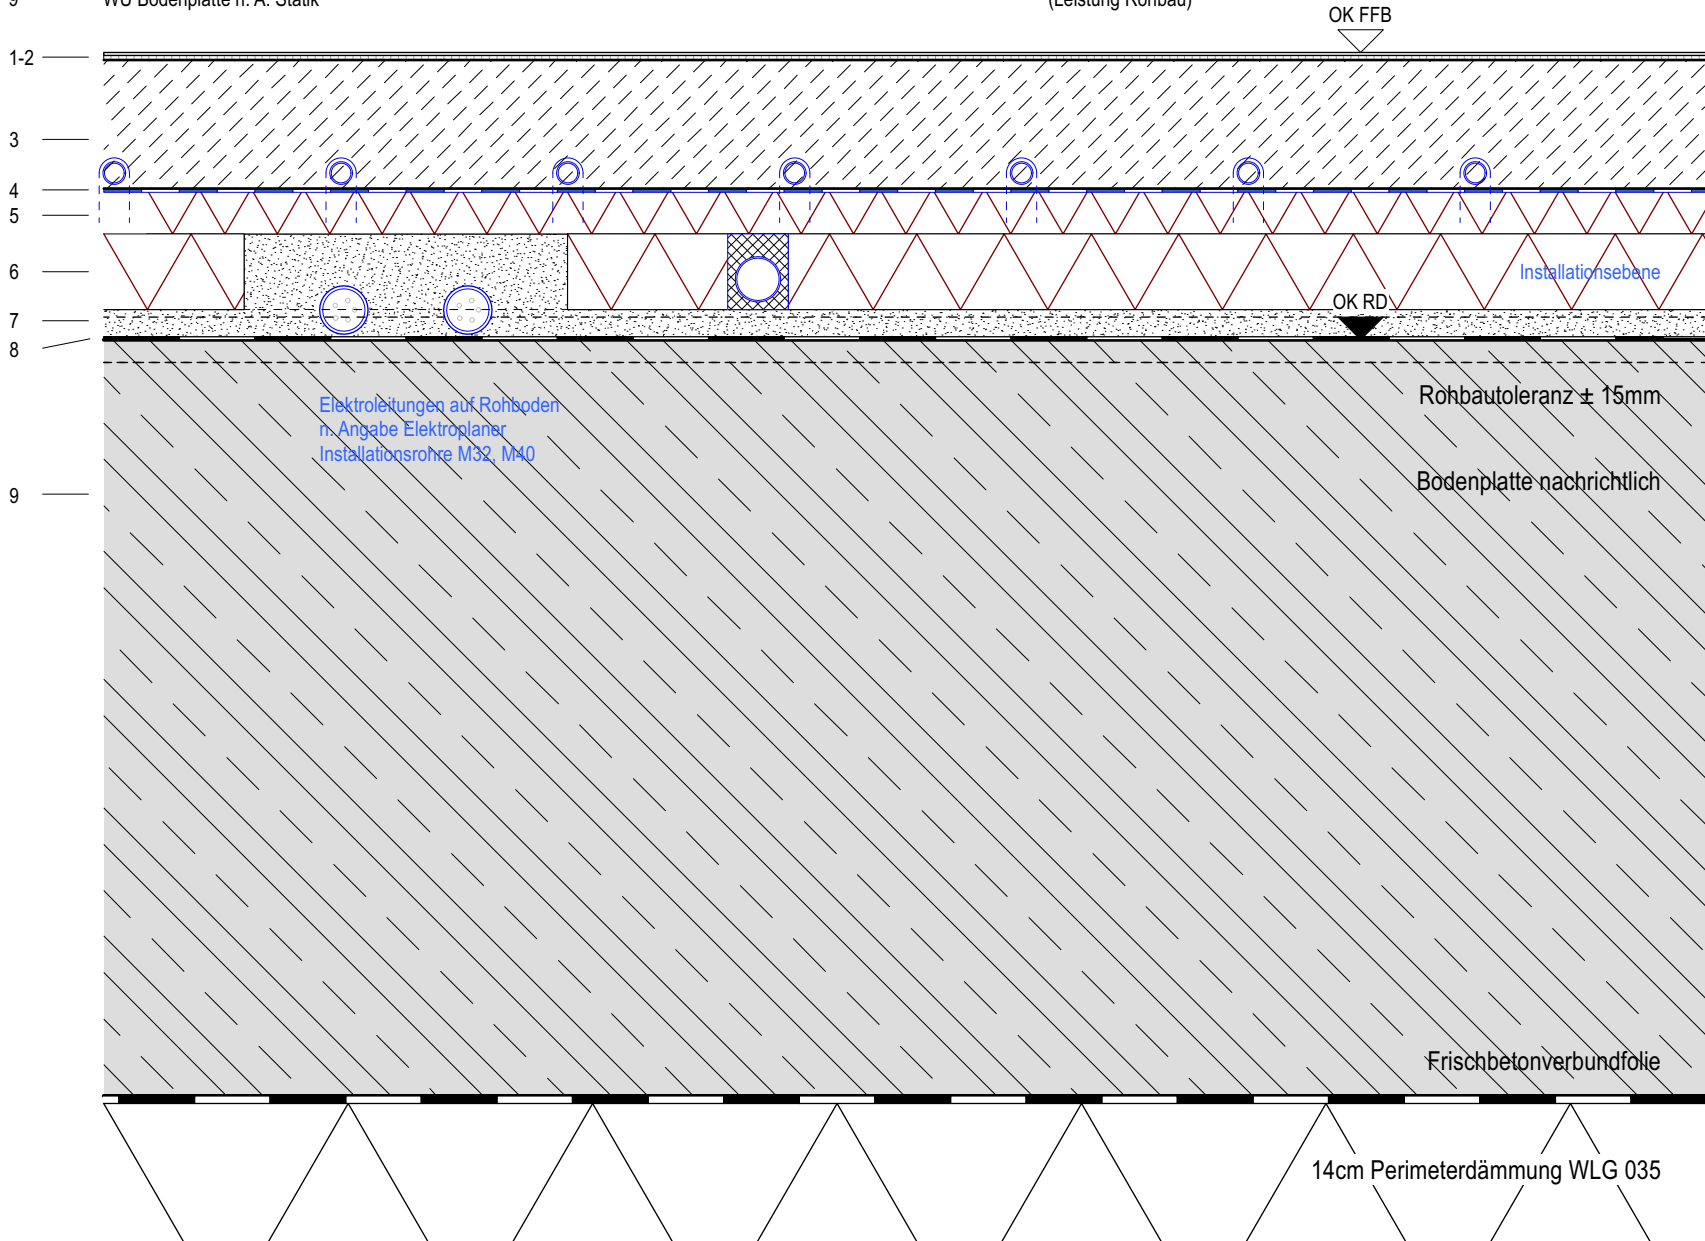 9 WU Bodenplatte n. A. Statik (Leistung Rohbau)
OK FFB
1-2
3
4
5
6 Installationsebene
OK RD
7
8
Rohbautoleranz ± 15mm
Elektroleitungen auf Rohboden
n. Angabe Elektroplaner
Installationsrohre M32, M40
Bodenplatte nachrichtlich
9
Frischbetonverbundfolie
14cm Perimeterdämmung WLG 035